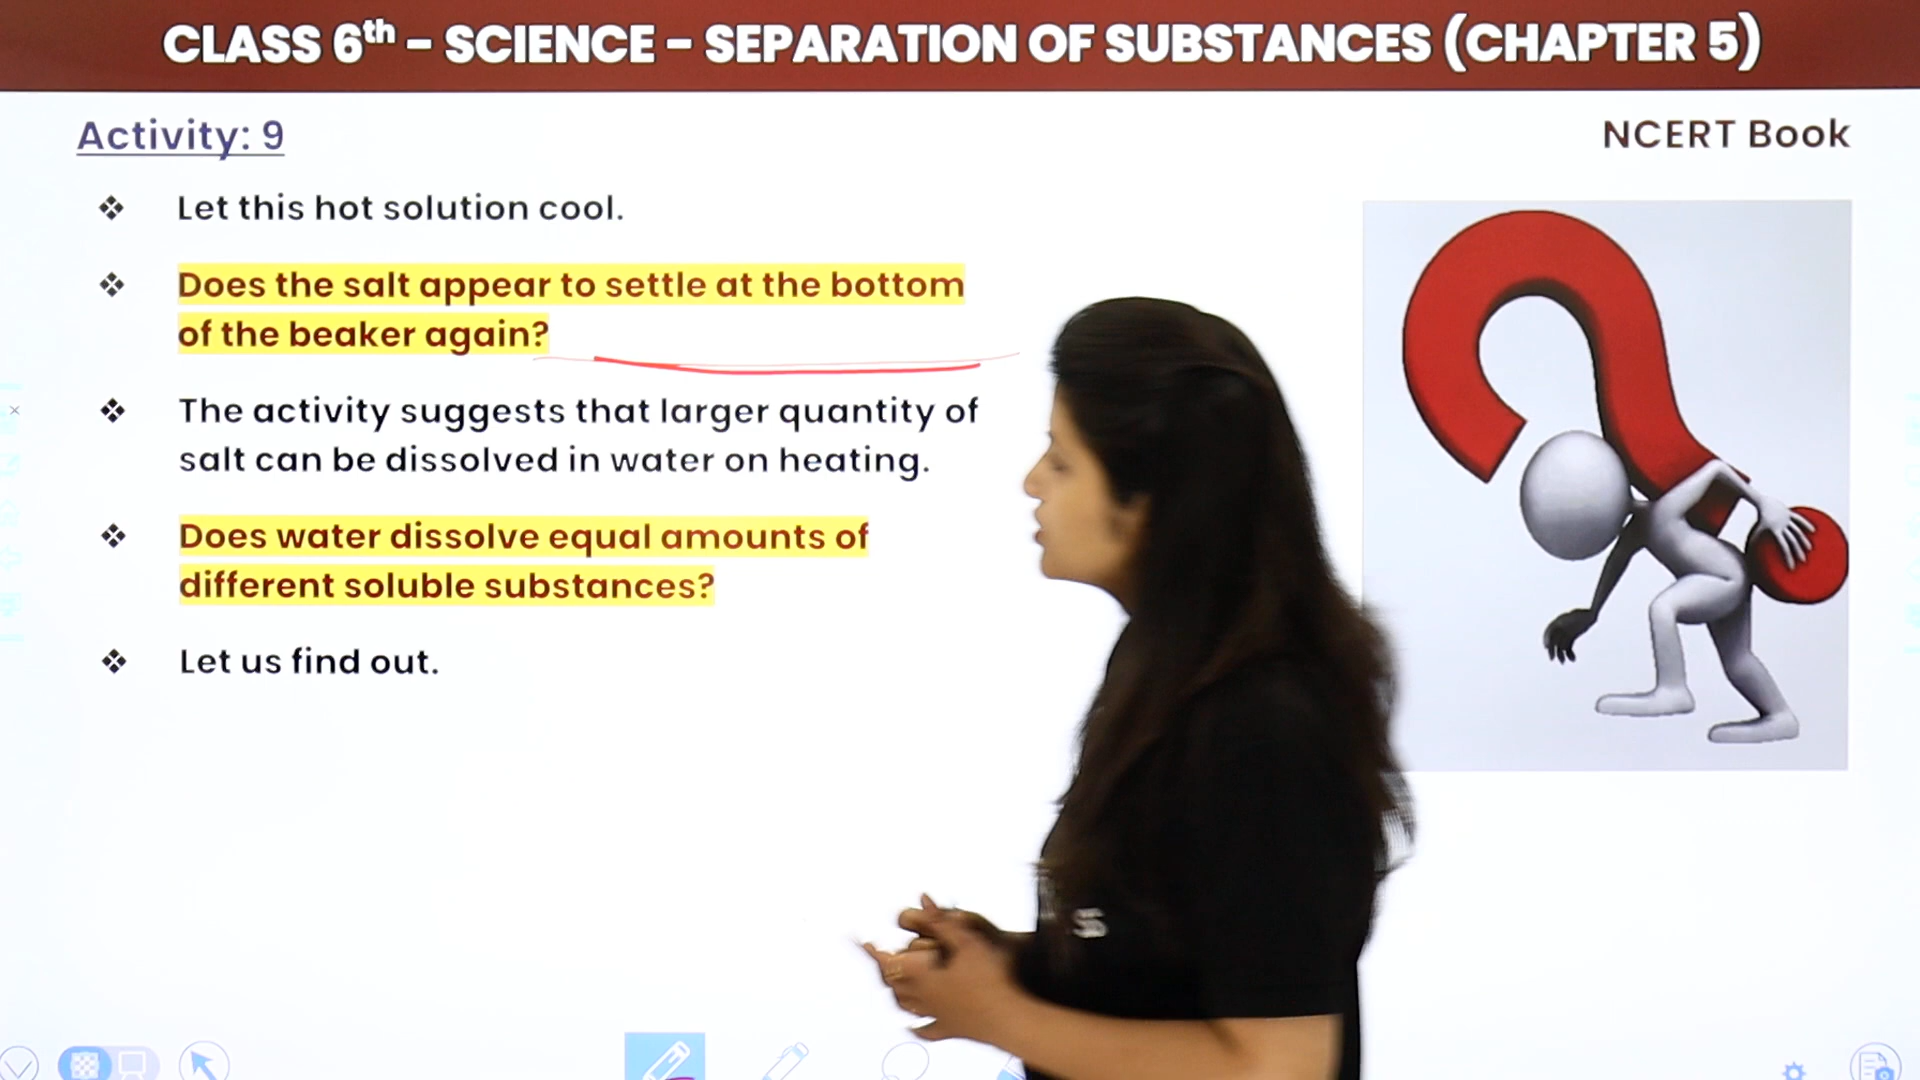 CLASS 6th – SCIENCE – SEPARATION OF SUBSTANCES (CHAPTER 5)
Activity: 9
NCERT Book
❖ Let this hot solution cool.
❖ Does the salt appear to settle at the bottom
of the beaker again?
❖ The activity suggests that larger quantity of
salt can be dissolved in water on heating.
❖ Does water dissolve equal amounts of
different soluble substances?
❖ Let us find out.
S